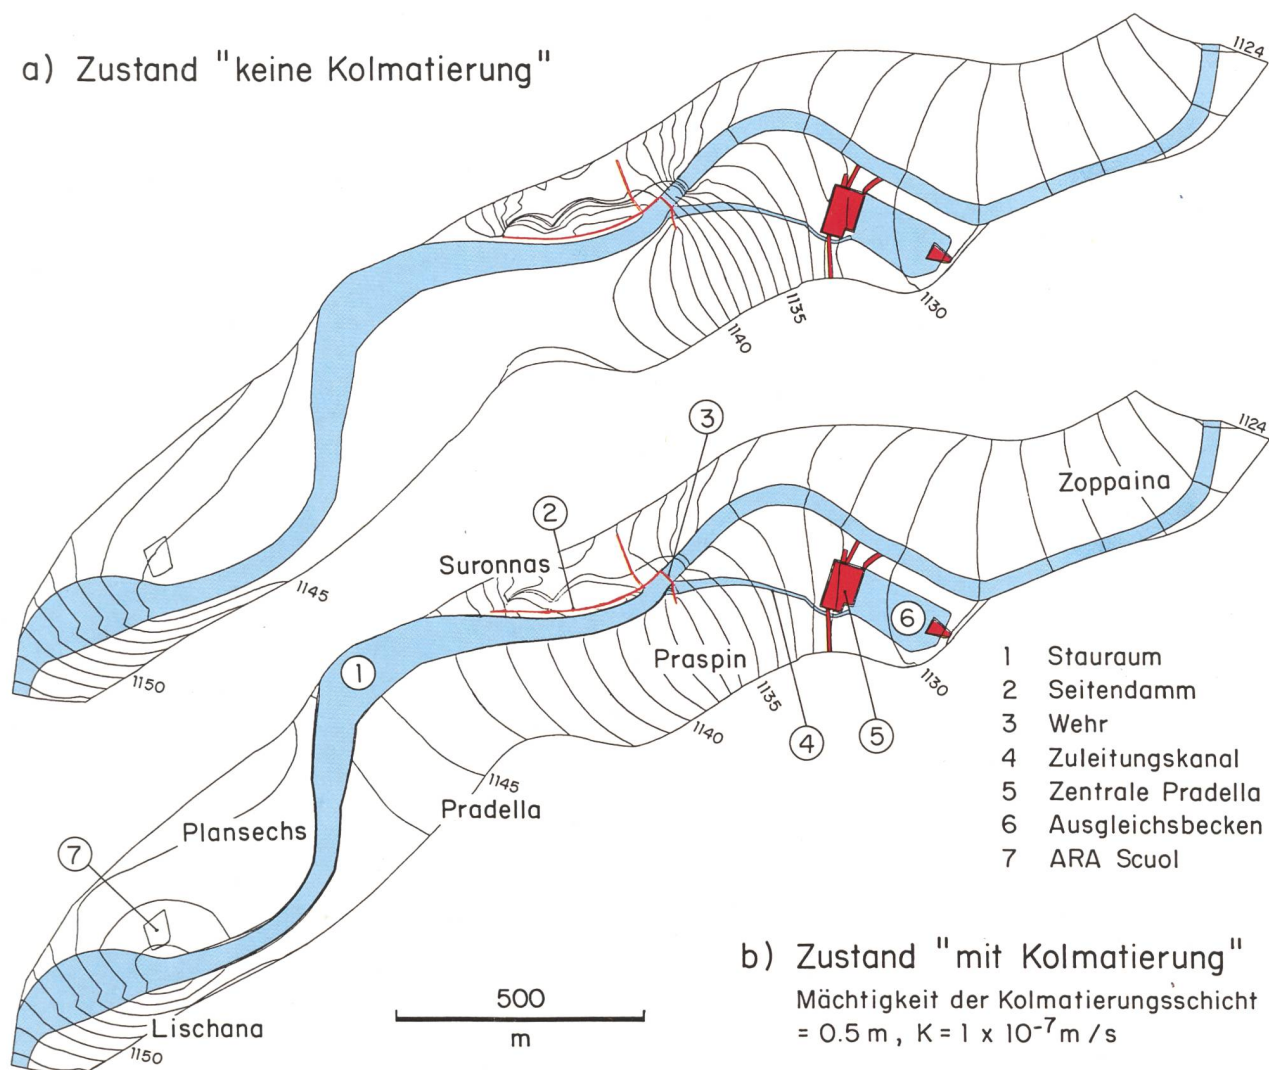 a) Zustand "keine Kolmatierung"
1124
1135
1130
1140
1145
1150
3
1124
Zoppaina
2
Suronnas
6
1
Praspin
1130
1135
1140
4
5
1145
Pradella
Plansechs
7
Lischana
1150
1 Stauraum
2 Seitendamm
3 Wehr
4 Zuleitungskanal
5 Zentrale Pradella
6 Ausgleichsbecken
7 ARA Scuol
500
m
b) Zustand "mit Kolmatierung"
Mächtigkeit der Kolmatierungsschicht
= 0.5 m , K = 1 x 10⁻⁷ m / s